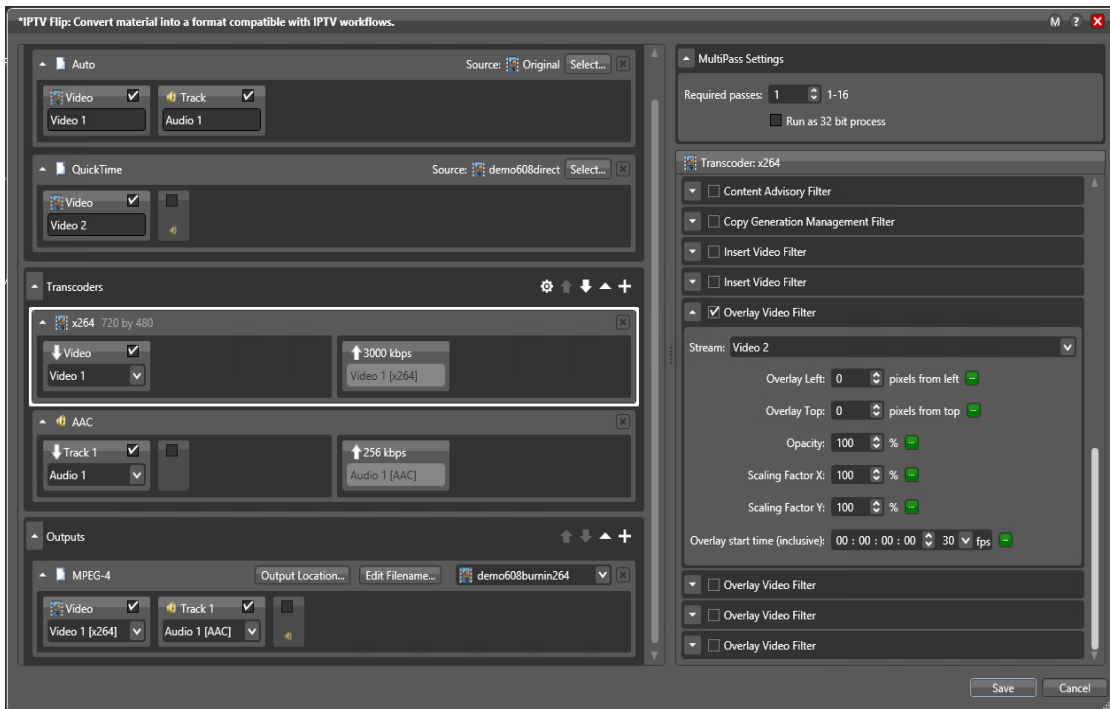 *IPTV Flip: Convert material into a format compatible with IPTV workflows.
M ? X
Auto Source: Original Select...
Video Track
Video 1 Audio 1
QuickTime Source: demo608direct Select...
Video
Video 2
Transcoders
x264 720 by 480
Video 3000 kbps
Video 1 Video 1 [x264]
AAC
Track 1 256 kbps
Audio 1 Audio 1 [AAC]
Outputs
MPEG-4 Output Location... Edit Filename... demo608burnin264
Video Track 1
Video 1 [x264] Audio 1 [AAC]
MultiPass Settings
Required passes: 1 1-16
Run as 32 bit process
Transcoder: x264
Content Advisory Filter
Copy Generation Management Filter
Insert Video Filter
Insert Video Filter
Overlay Video Filter
Stream: Video 2
Overlay Left: 0 pixels from left
Overlay Top: 0 pixels from top
Opacity: 100 %
Scaling Factor X: 100 %
Scaling Factor Y: 100 %
Overlay start time (inclusive): 00 : 00 : 00 : 00 30 fps
Overlay Video Filter
Overlay Video Filter
Overlay Video Filter
Save Cancel